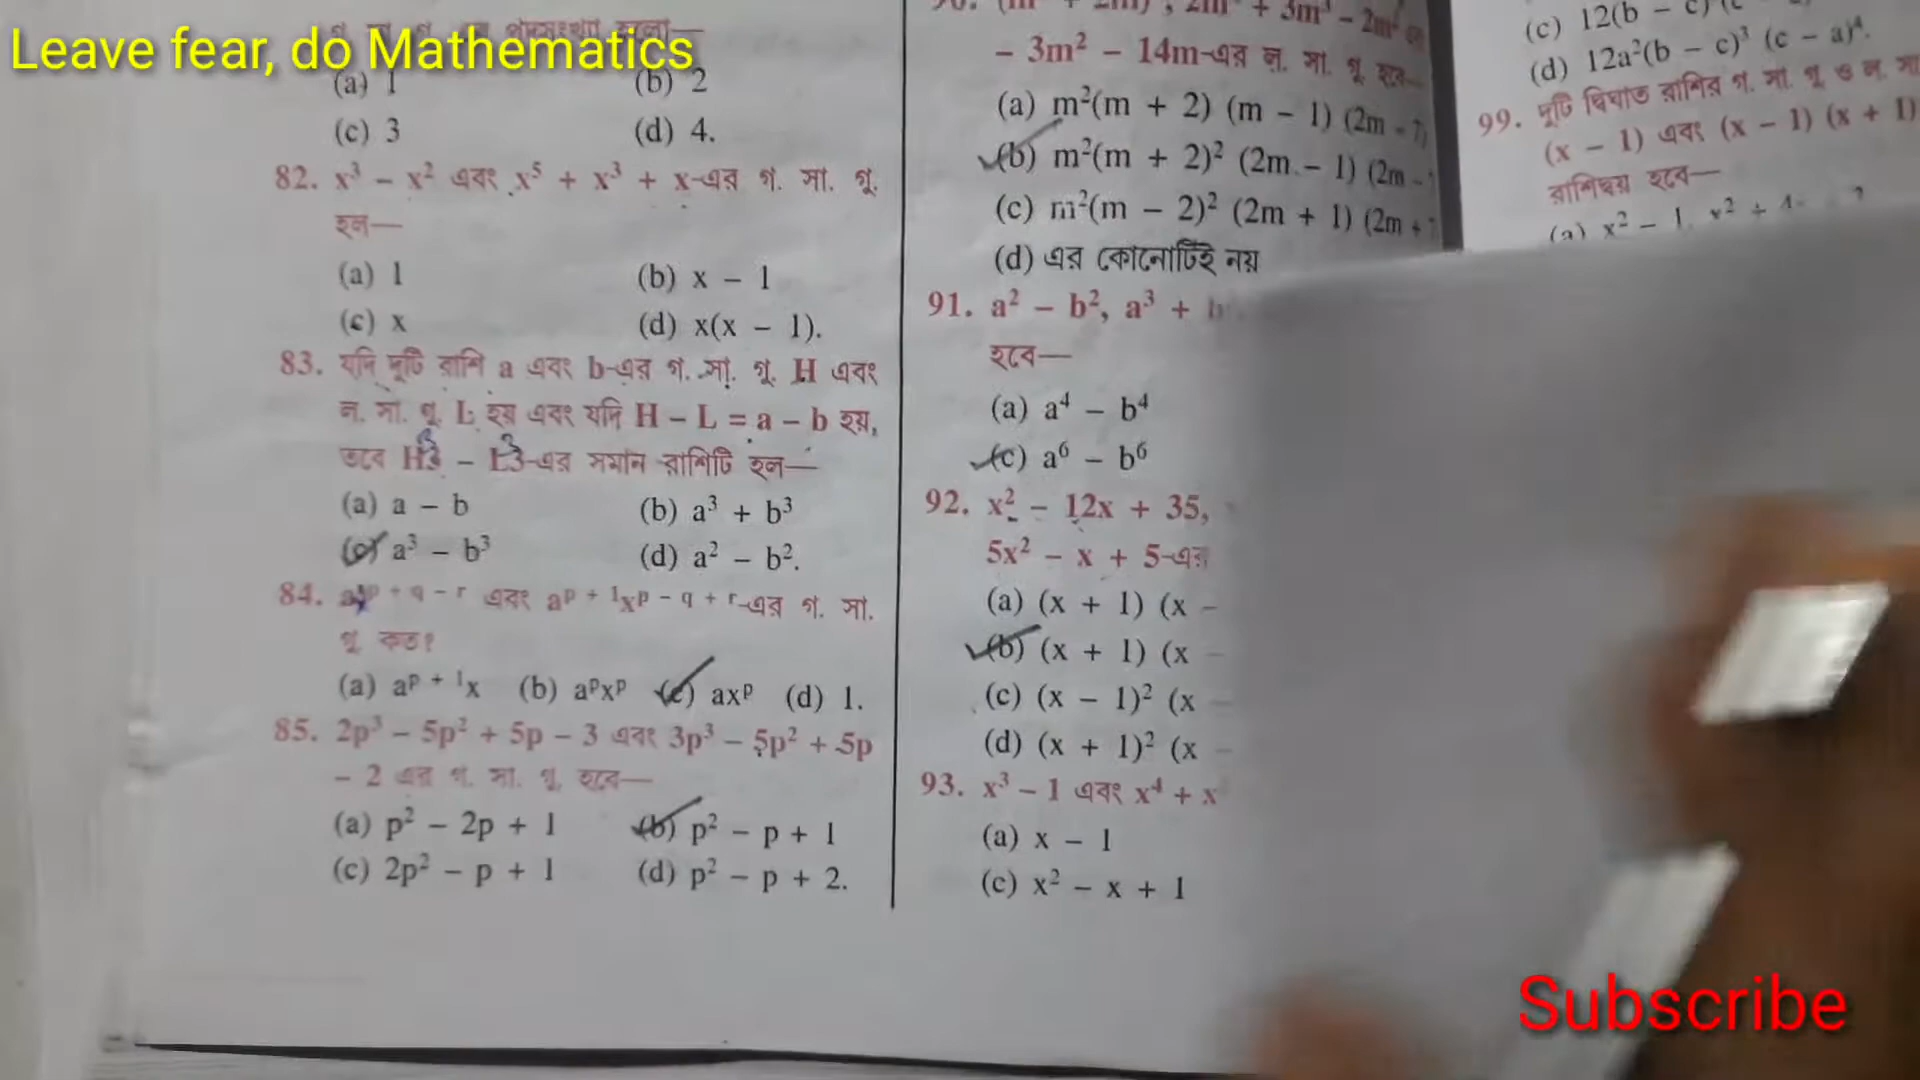 Leave fear, do Mathematics
(a) 1 (b) 2
(c) 3 (d) 4.
82. x³ – x² এবং x⁵ + x³ + x-এর গ. সা. গু.
হল—
(a) 1 (b) x – 1
(c) x (d) x(x – 1).
83. যদি দুটি রাশি a এবং b-এর গ. সা. গু. H এবং
ল. সা. গু. L হয় এবং যদি H – L = a – b হয়,
তবে H3 – L3-এর সমান রাশিটি হল—
(a) a – b (b) a³ + b³
(c) a³ – b³ (d) a² – b².
84. p + q – r এবং aᵖ ⁺ ¹xᵖ ⁻ q ⁺ ʳ-এর গ. সা.
গু কত?
(a) aᵖ ⁺ ¹x (b) aᵖxᵖ (c) axᵖ (d) 1.
85. 2p³ – 5p² + 5p – 3 এবং 3p³ – 5p² + 5p
– 2 এর গ. সা. গু. হবে—
(a) p² – 2p + 1 (b) p² – p + 1
(c) 2p² – p + 1 (d) p² – p + 2.
+ 3m³ – 2m²
– 3m² – 14m-এর ল. সা. গু. হবে—
(a) m²(m + 2) (m – 1) (2m – 7)
(b) m²(m + 2)² (2m – 1) (2m –
(c) m²(m – 2)² (2m + 1) (2m +
(d) এর কোনোটিই নয়
91. a² – b², a³ + b
হবে—
(a) a⁴ – b⁴
(c) a⁶ – b⁶
92. x² – 12x + 35,
5x² – x + 5-এর
(a) (x + 1) (x –
(b) (x + 1) (x –
(c) (x – 1)² (x –
(d) (x + 1)² (x –
93. x³ – 1 এবং x⁴ + x
(a) x – 1
(c) x² – x + 1
(c) 12(b – c)
(d) 12a²(b – c)³ (c – a)⁴.
99. দুটি দ্বিঘাত রাশির গ. সা. গু ও ল. সা
(x – 1) এবং (x – 1) (x + 1)
রাশিদ্বয় হবে—
(a) x² – 1, x² + 4
Subscribe